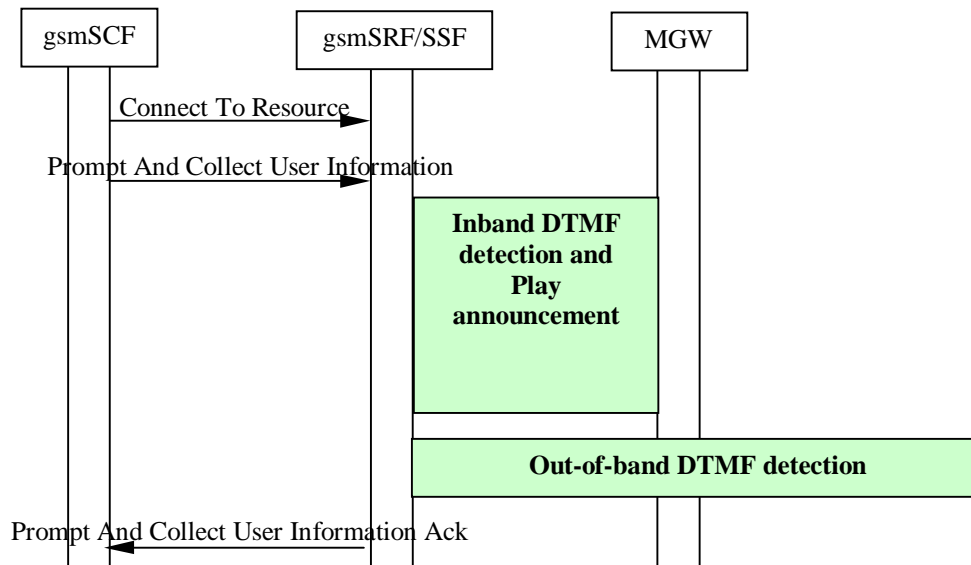 gsmSCF
gsmSRF/SSF
MGW
Connect To Resource
Prompt And Collect User Information
Inband DTMF
detection and
Play
announcement
Out-of-band DTMF detection
Prompt And Collect User Information Ack